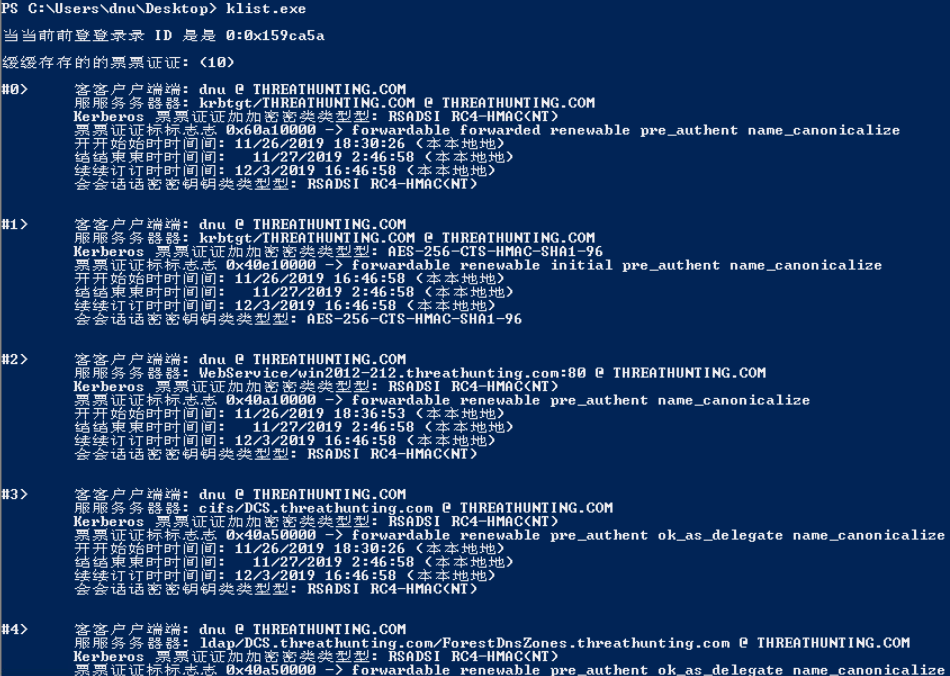 PS C:\Users\dnu\Desktop> klist.exe
当当前前登登录录 ID 是是 0:0x159ca5a
缓缓存存的的票票证证: (10)
#0> 客客户户端端: dnu @ THREATHUNTING.COM
服服务务器器: krbtgt/THREATHUNTING.COM @ THREATHUNTING.COM
Kerberos 票票证证加加密密类类型型: RSADSI RC4-HMAC(NT)
票票证证标标志志 0x60a10000 -> forwardable forwarded renewable pre_authent name_canonicalize
开开始始时时间间: 11/26/2019 18:30:26 (本本地地)
结结束束时时间间: 11/27/2019 2:46:58 (本本地地)
续续订订时时间间: 12/3/2019 16:46:58 (本本地地)
会会话话密密钥钥类类型型: RSADSI RC4-HMAC(NT)
#1> 客客户户端端: dnu @ THREATHUNTING.COM
服服务务器器: krbtgt/THREATHUNTING.COM @ THREATHUNTING.COM
Kerberos 票票证证加加密密类类型型: AES-256-CTS-HMAC-SHA1-96
票票证证标标志志 0x40e10000 -> forwardable renewable initial pre_authent name_canonicalize
开开始始时时间间: 11/26/2019 16:46:58 (本本地地)
结结束束时时间间: 11/27/2019 2:46:58 (本本地地)
续续订订时时间间: 12/3/2019 16:46:58 (本本地地)
会会话话密密钥钥类类型型: AES-256-CTS-HMAC-SHA1-96
#2> 客客户户端端: dnu @ THREATHUNTING.COM
服服务务器器: WebService/win2012-212.threathunting.com:80 @ THREATHUNTING.COM
Kerberos 票票证证加加密密类类型型: RSADSI RC4-HMAC(NT)
票票证证标标志志 0x40a10000 -> forwardable renewable pre_authent name_canonicalize
开开始始时时间间: 11/26/2019 18:36:53 (本本地地)
结结束束时时间间: 11/27/2019 2:46:58 (本本地地)
续续订订时时间间: 12/3/2019 16:46:58 (本本地地)
会会话话密密钥钥类类型型: RSADSI RC4-HMAC(NT)
#3> 客客户户端端: dnu @ THREATHUNTING.COM
服服务务器器: cifs/DCS.threathunting.com @ THREATHUNTING.COM
Kerberos 票票证证加加密密类类型型: RSADSI RC4-HMAC(NT)
票票证证标标志志 0x40a50000 -> forwardable renewable pre_authent ok_as_delegate name_canonicalize
开开始始时时间间: 11/26/2019 18:30:26 (本本地地)
结结束束时时间间: 11/27/2019 2:46:58 (本本地地)
续续订订时时间间: 12/3/2019 16:46:58 (本本地地)
会会话话密密钥钥类类型型: RSADSI RC4-HMAC(NT)
#4> 客客户户端端: dnu @ THREATHUNTING.COM
服服务务器器: ldap/DCS.threathunting.com/ForestDnsZones.threathunting.com @ THREATHUNTING.COM
Kerberos 票票证证加加密密类类型型: RSADSI RC4-HMAC(NT)
票票证证标标志志 0x40a50000 -> forwardable renewable pre_authent ok_as_delegate name_canonicalize